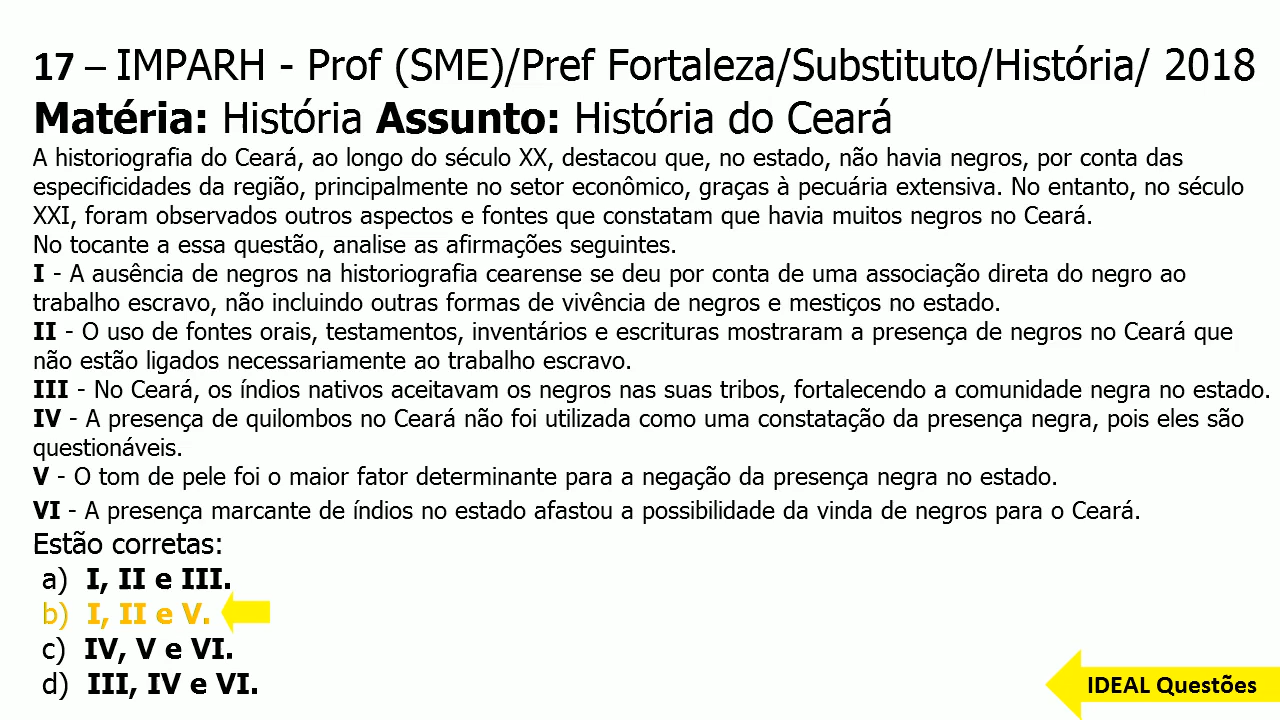 17 – IMPARH - Prof (SME)/Pref Fortaleza/Substituto/História/ 2018
Matéria: História Assunto: História do Ceará
A historiografia do Ceará, ao longo do século XX, destacou que, no estado, não havia negros, por conta das
especificidades da região, principalmente no setor econômico, graças à pecuária extensiva. No entanto, no século
XXI, foram observados outros aspectos e fontes que constatam que havia muitos negros no Ceará.
No tocante a essa questão, analise as afirmações seguintes.
I - A ausência de negros na historiografia cearense se deu por conta de uma associação direta do negro ao
trabalho escravo, não incluindo outras formas de vivência de negros e mestiços no estado.
II - O uso de fontes orais, testamentos, inventários e escrituras mostraram a presença de negros no Ceará que
não estão ligados necessariamente ao trabalho escravo.
III - No Ceará, os índios nativos aceitavam os negros nas suas tribos, fortalecendo a comunidade negra no estado.
IV - A presença de quilombos no Ceará não foi utilizada como uma constatação da presença negra, pois eles são
questionáveis.
V - O tom de pele foi o maior fator determinante para a negação da presença negra no estado.
VI - A presença marcante de índios no estado afastou a possibilidade da vinda de negros para o Ceará.
Estão corretas:
a) I, II e III.
b) I, II e V.
c) IV, V e VI.
d) III, IV e VI.
IDEAL Questões